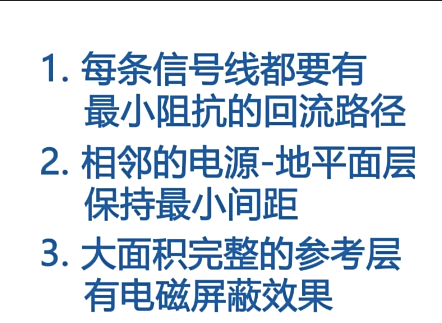 1. 每条信号线都要有
最小阻抗的回流路径
2. 相邻的电源-地平面层
保持最小间距
3. 大面积完整的参考层
有电磁屏蔽效果